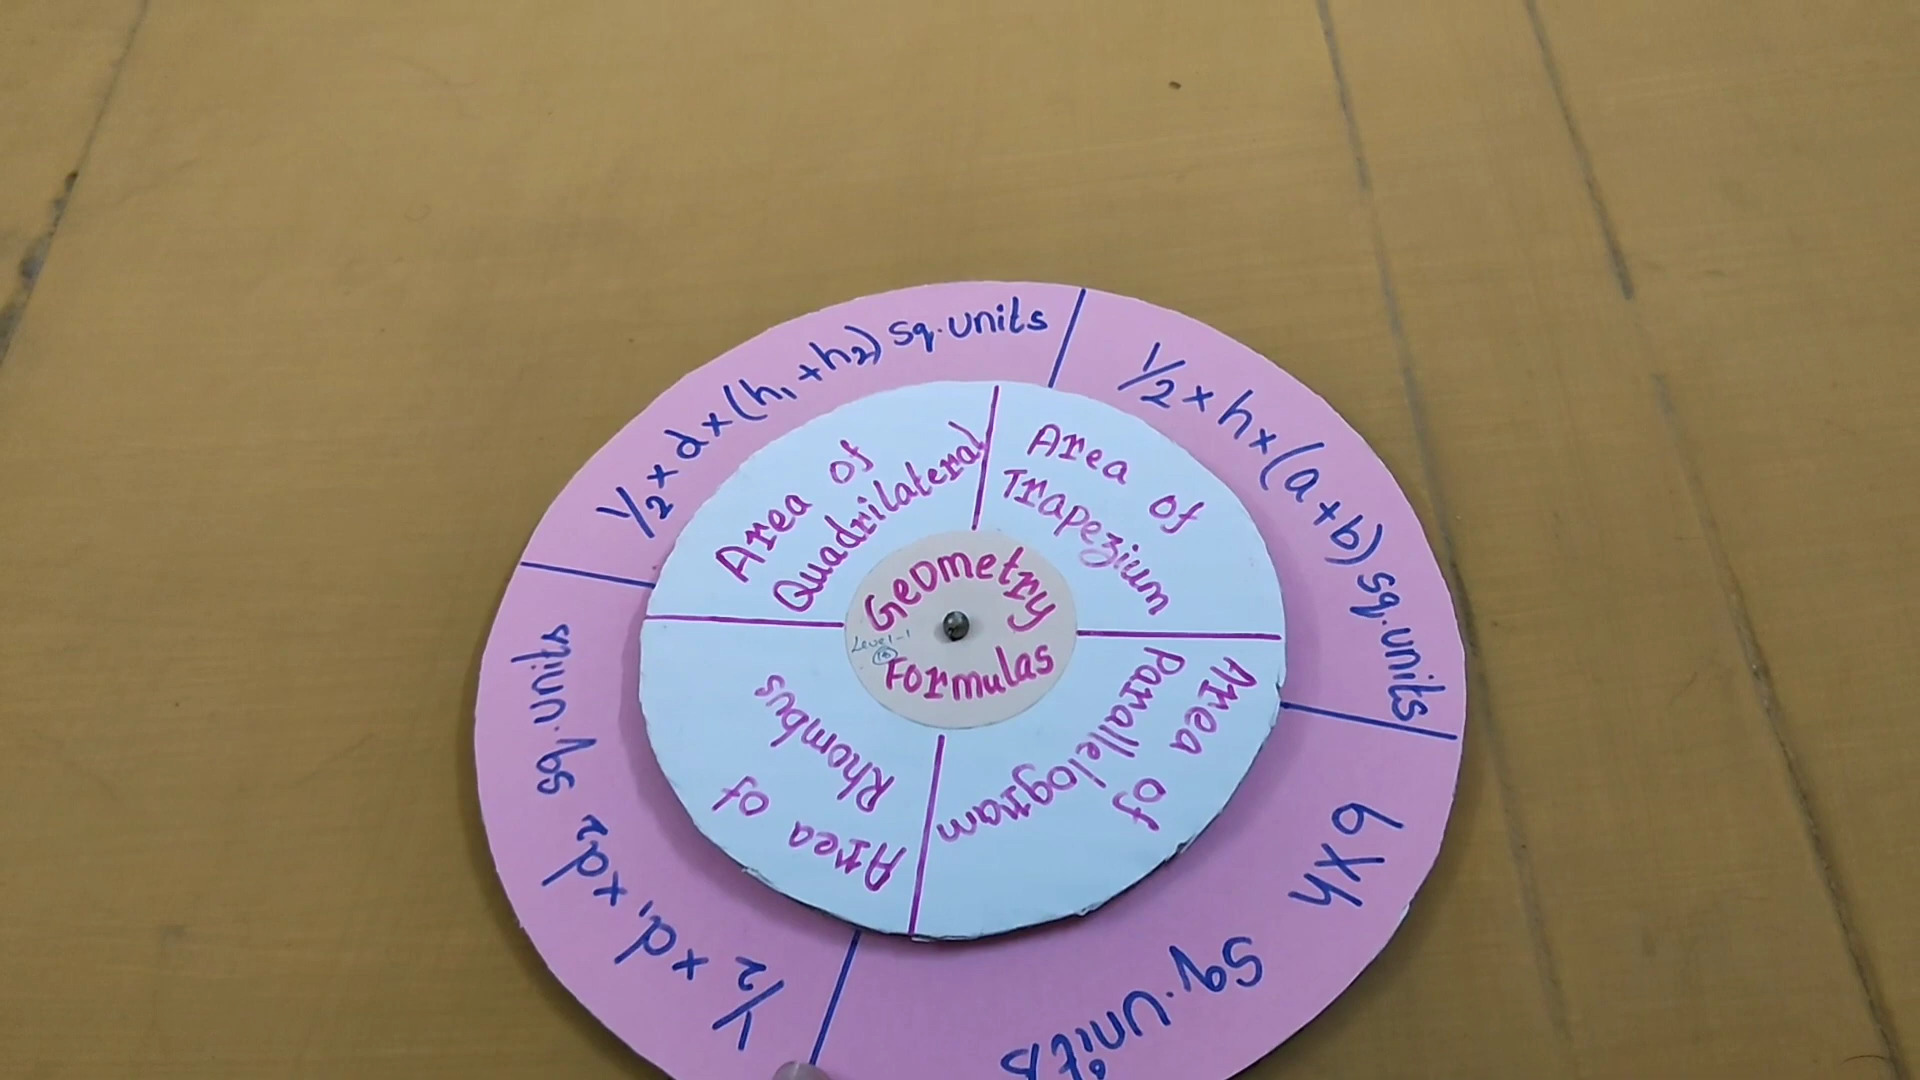 1/2 × d × (h₁ + h₂) sq. units
1/2 × h × (a + b) sq. units
b × h
sq. units
1/2 × d₁ × d₂ sq. units
Area of
Quadrilateral
Area of
Trapezium
Area of
Parallelogram
Area of
Rhombus
Geometry
Formulas
Level-1